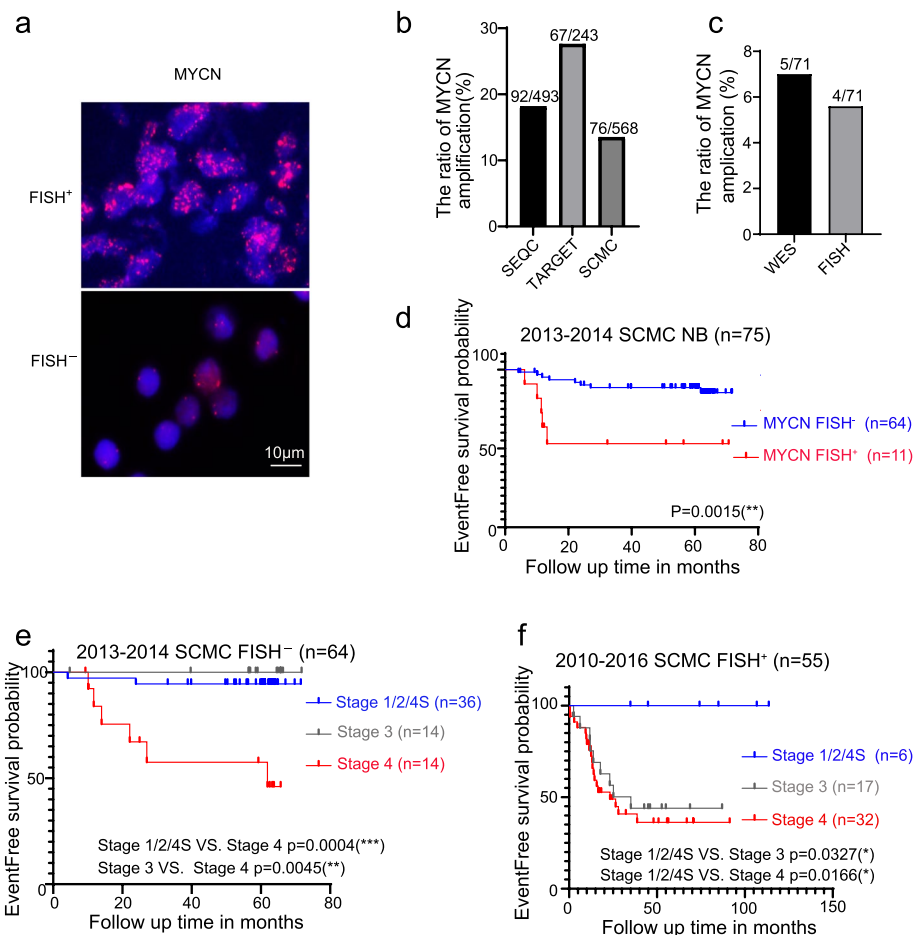 a
MYCN
FISH+
FISH−
10μm
b
The ratio of MYCN
amplification(%)
30
20
10
0
92/493
67/243
76/568
SEQC
TARGET
SCMC
c
The ratio of MYCN
amplication (%)
8
6
4
2
0
5/71
4/71
WES
FISH
d
2013-2014 SCMC NB (n=75)
EventFree survival probability
100
50
0
MYCN FISH- (n=64)
MYCN FISH+ (n=11)
P=0.0015(**)
0 20 40 60 80
Follow up time in months
e
2013-2014 SCMC FISH− (n=64)
EventFree survival probability
100
50
0
Stage 1/2/4S (n=36)
Stage 3 (n=14)
Stage 4 (n=14)
Stage 1/2/4S VS. Stage 4 p=0.0004(***)
Stage 3 VS. Stage 4 p=0.0045(**)
0 20 40 60 80
Follow up time in months
f
2010-2016 SCMC FISH+ (n=55)
EventFree survival probability
100
50
0
Stage 1/2/4S (n=6)
Stage 3 (n=17)
Stage 4 (n=32)
Stage 1/2/4S VS. Stage 3 p=0.0327(*)
Stage 1/2/4S VS. Stage 4 p=0.0166(*)
0 50 100 150
Follow up time in months